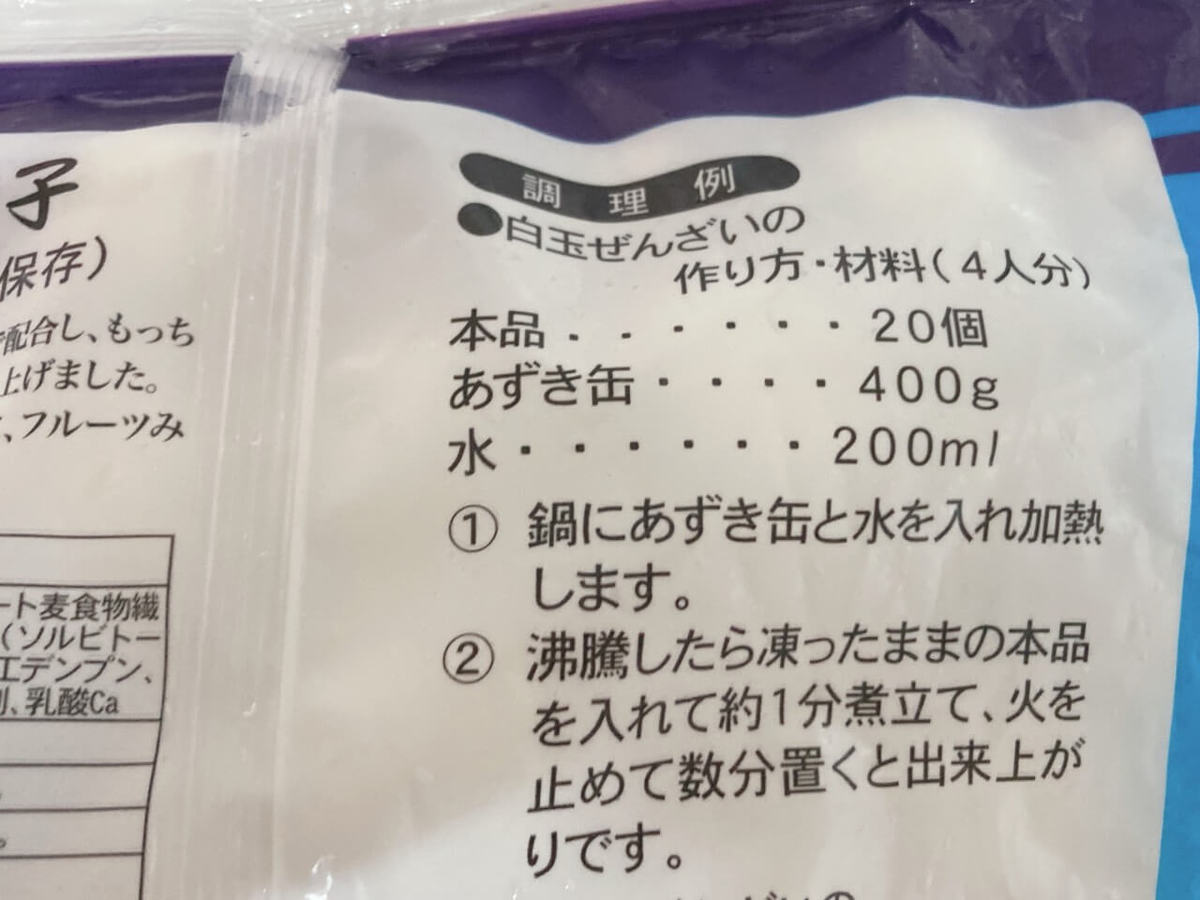 子
保存)
配合し、もっち
上げました。
、フルーツみ
ート麦食物繊
(ソルビトー
工デンプン、
、乳酸Ca
調理例
●白玉ぜんざいの
作り方・材料(4人分)
本品・・・・・・・20個
あずき缶・・・・・400g
水・・・・・・・200ml
① 鍋にあずき缶と水を入れ加熱
します。
② 沸騰したら凍ったままの本品
を入れて約1分煮立て、火を
止めて数分置くと出来上が
りです。